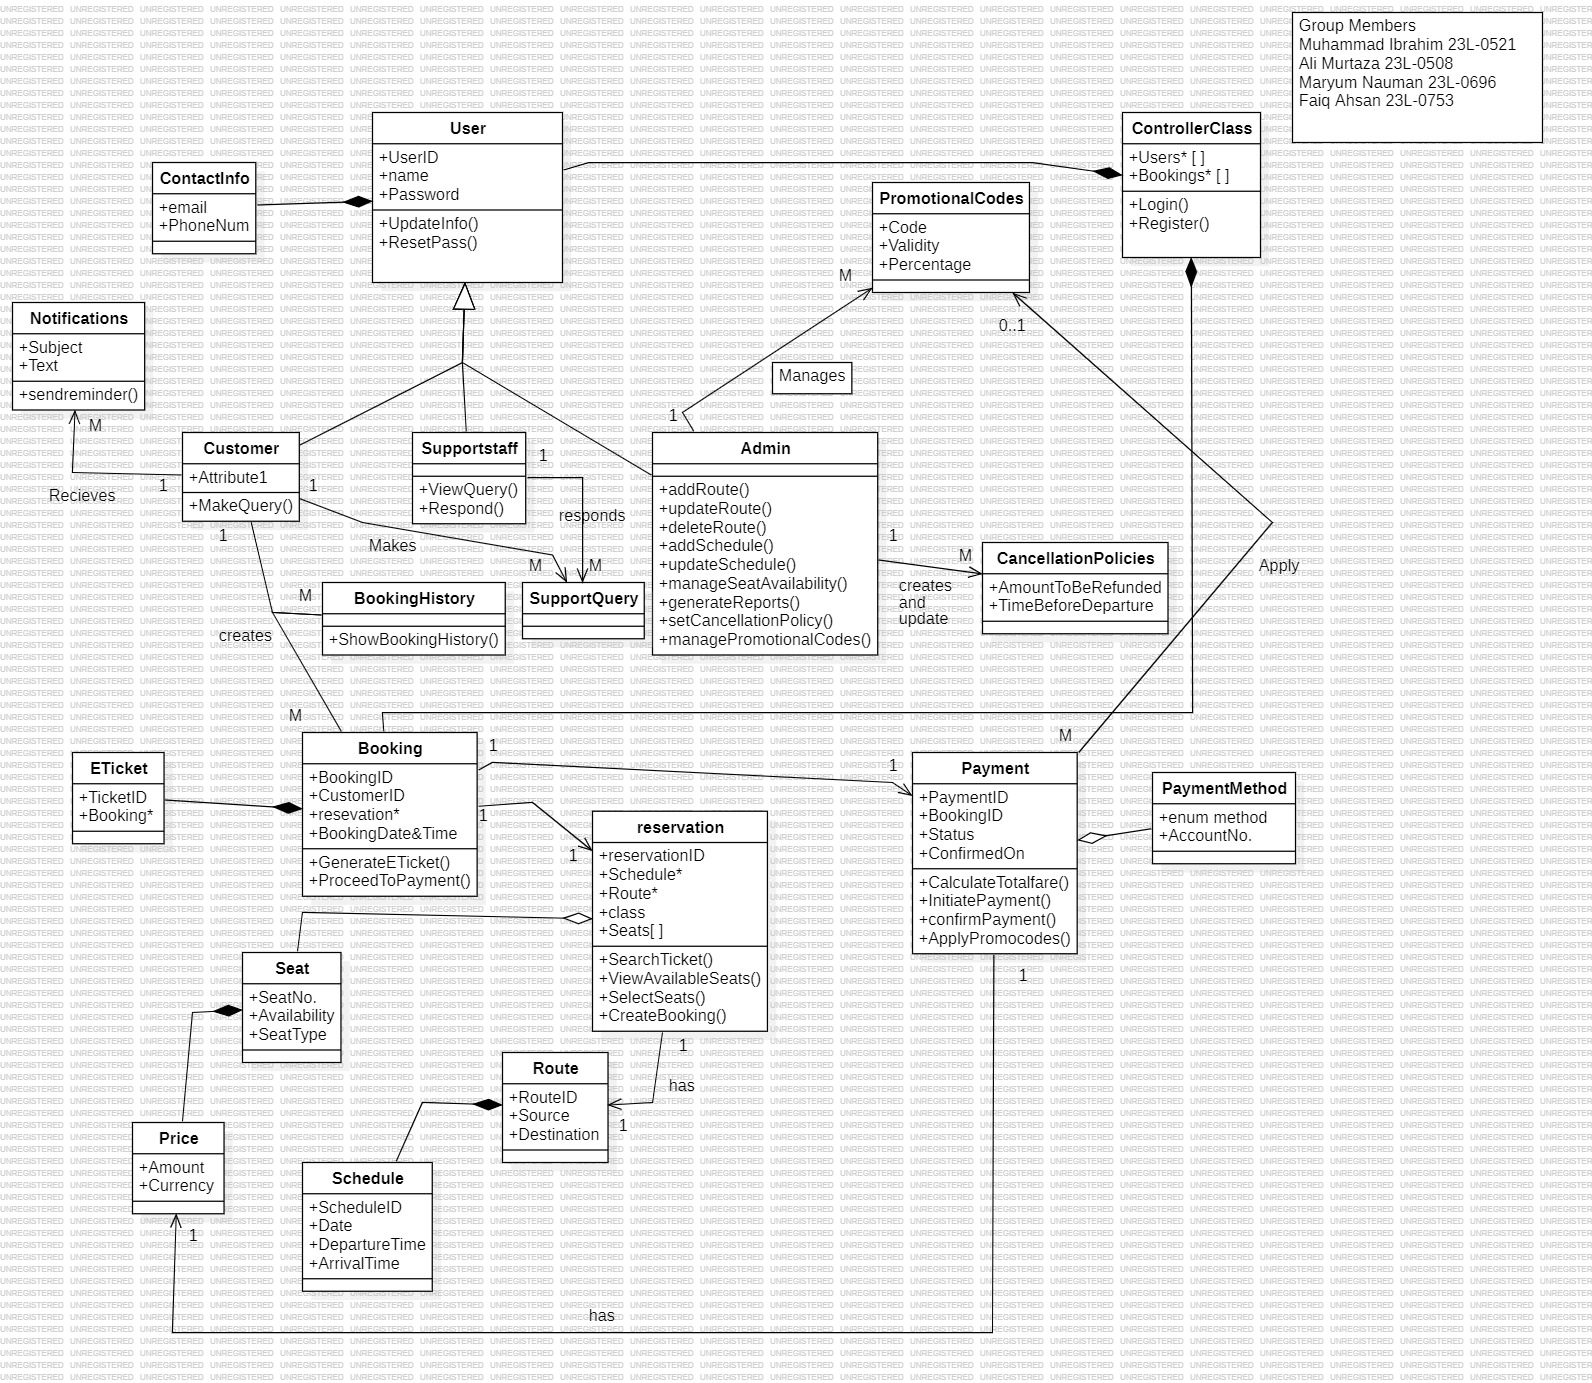 Group Members
Muhammad Ibrahim 23L-0521
Ali Murtaza 23L-0508
Maryum Nauman 23L-0696
Faiq Ahsan 23L-0753
User
+UserID
+name
+Password
+UpdateInfo()
+ResetPass()
ControllerClass
+Users* [ ]
+Bookings* [ ]
+Login()
+Register()
ContactInfo
+email
+PhoneNum
PromotionalCodes
+Code
+Validity
+Percentage
M
0..1
Notifications
+Subject
+Text
+sendreminder()
M
Recieves
1
Manages
1
Customer
+Attribute1
+MakeQuery()
1
1
Supportstaff
+ViewQuery()
+Respond()
1
responds
Makes
M
M
Admin
+addRoute()
+updateRoute()
+deleteRoute()
+addSchedule()
+updateSchedule()
+manageSeatAvailability()
+generateReports()
+setCancellationPolicy()
+managePromotionalCodes()
1
M
creates
and
update
CancellationPolicies
+AmountToBeRefunded
+TimeBeforeDeparture
Apply
M
BookingHistory
+ShowBookingHistory()
SupportQuery
creates
M
M
ETicket
+TicketID
+Booking*
Booking
+BookingID
+CustomerID
+resevation*
+BookingDate&Time
+GenerateETicket()
+ProceedToPayment()
1
1
1
1
reservation
+reservationID
+Schedule*
+Route*
+class
+Seats[ ]
+SearchTicket()
+ViewAvailableSeats()
+SelectSeats()
+CreateBooking()
Payment
+PaymentID
+BookingID
+Status
+ConfirmedOn
+CalculateTotalfare()
+InitiatePayment()
+confirmPayment()
+ApplyPromocodes()
PaymentMethod
+enum method
+AccountNo.
1
Seat
+SeatNo.
+Availability
+SeatType
1
has
1
Route
+RouteID
+Source
+Destination
Price
+Amount
+Currency
1
Schedule
+ScheduleID
+Date
+DepartureTime
+ArrivalTime
has
UNREGISTERED